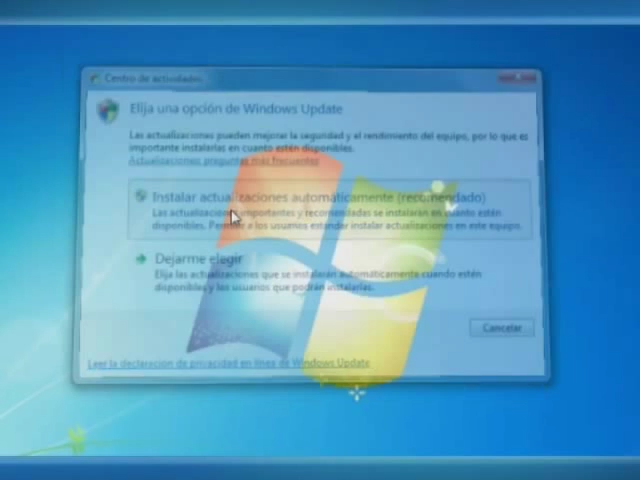 Centro de actividades
Elija una opción de Windows Update
Las actualizaciones pueden mejorar la seguridad y el rendimiento del equipo, por lo que es
importante instalarlas en cuanto estén disponibles.
Actualizaciones: preguntas más frecuentes
Instalar actualizaciones automáticamente (recomendado)
Las actualizaciones importantes y recomendadas se instalarán en cuanto estén
disponibles. Permitir a los usuarios estándar instalar actualizaciones en este equipo.
Dejarme elegir
Elija las actualizaciones que se instalarán automáticamente cuando estén
disponibles y los usuarios que podrán instalarlas.
Cancelar
Leer la declaración de privacidad en línea de Windows Update